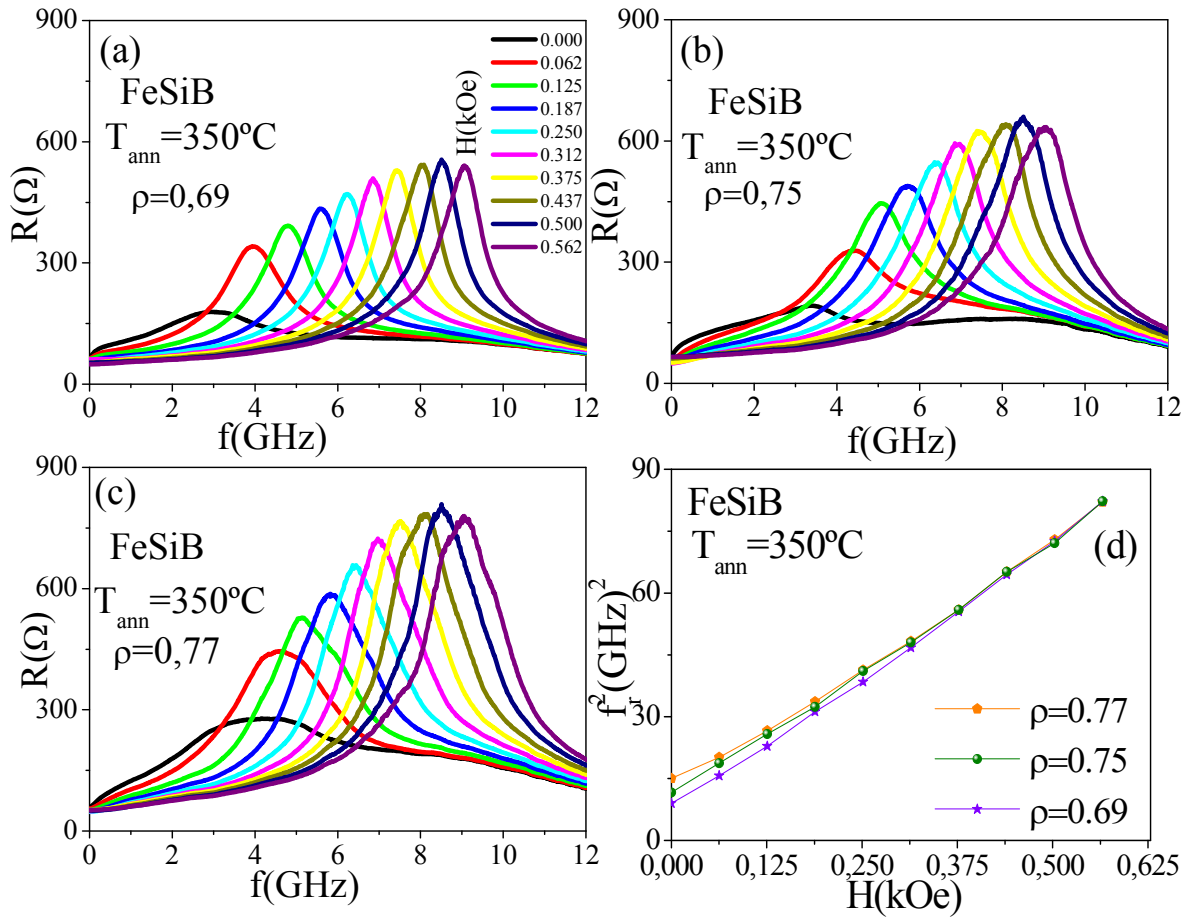 (a)
FeSiB
T_ann=350ºC
ρ=0,69
H(kOe)
0.000
0.062
0.125
0.187
0.250
0.312
0.375
0.437
0.500
0.562
R(Ω)
900
600
300
0
0 2 4 6 8 10 12
f(GHz)
(b)
FeSiB
T_ann=350ºC
ρ=0,75
R(Ω)
900
600
300
0
0 2 4 6 8 10 12
f(GHz)
(c)
FeSiB
T_ann=350ºC
ρ=0,77
R(Ω)
900
600
300
0
0 2 4 6 8 10 12
f(GHz)
FeSiB
T_ann=350ºC
(d)
f_r^2(GHz)^2
90
60
30
0
ρ=0.77
ρ=0.75
ρ=0.69
0,000 0,125 0,250 0,375 0,500 0,625
H(kOe)